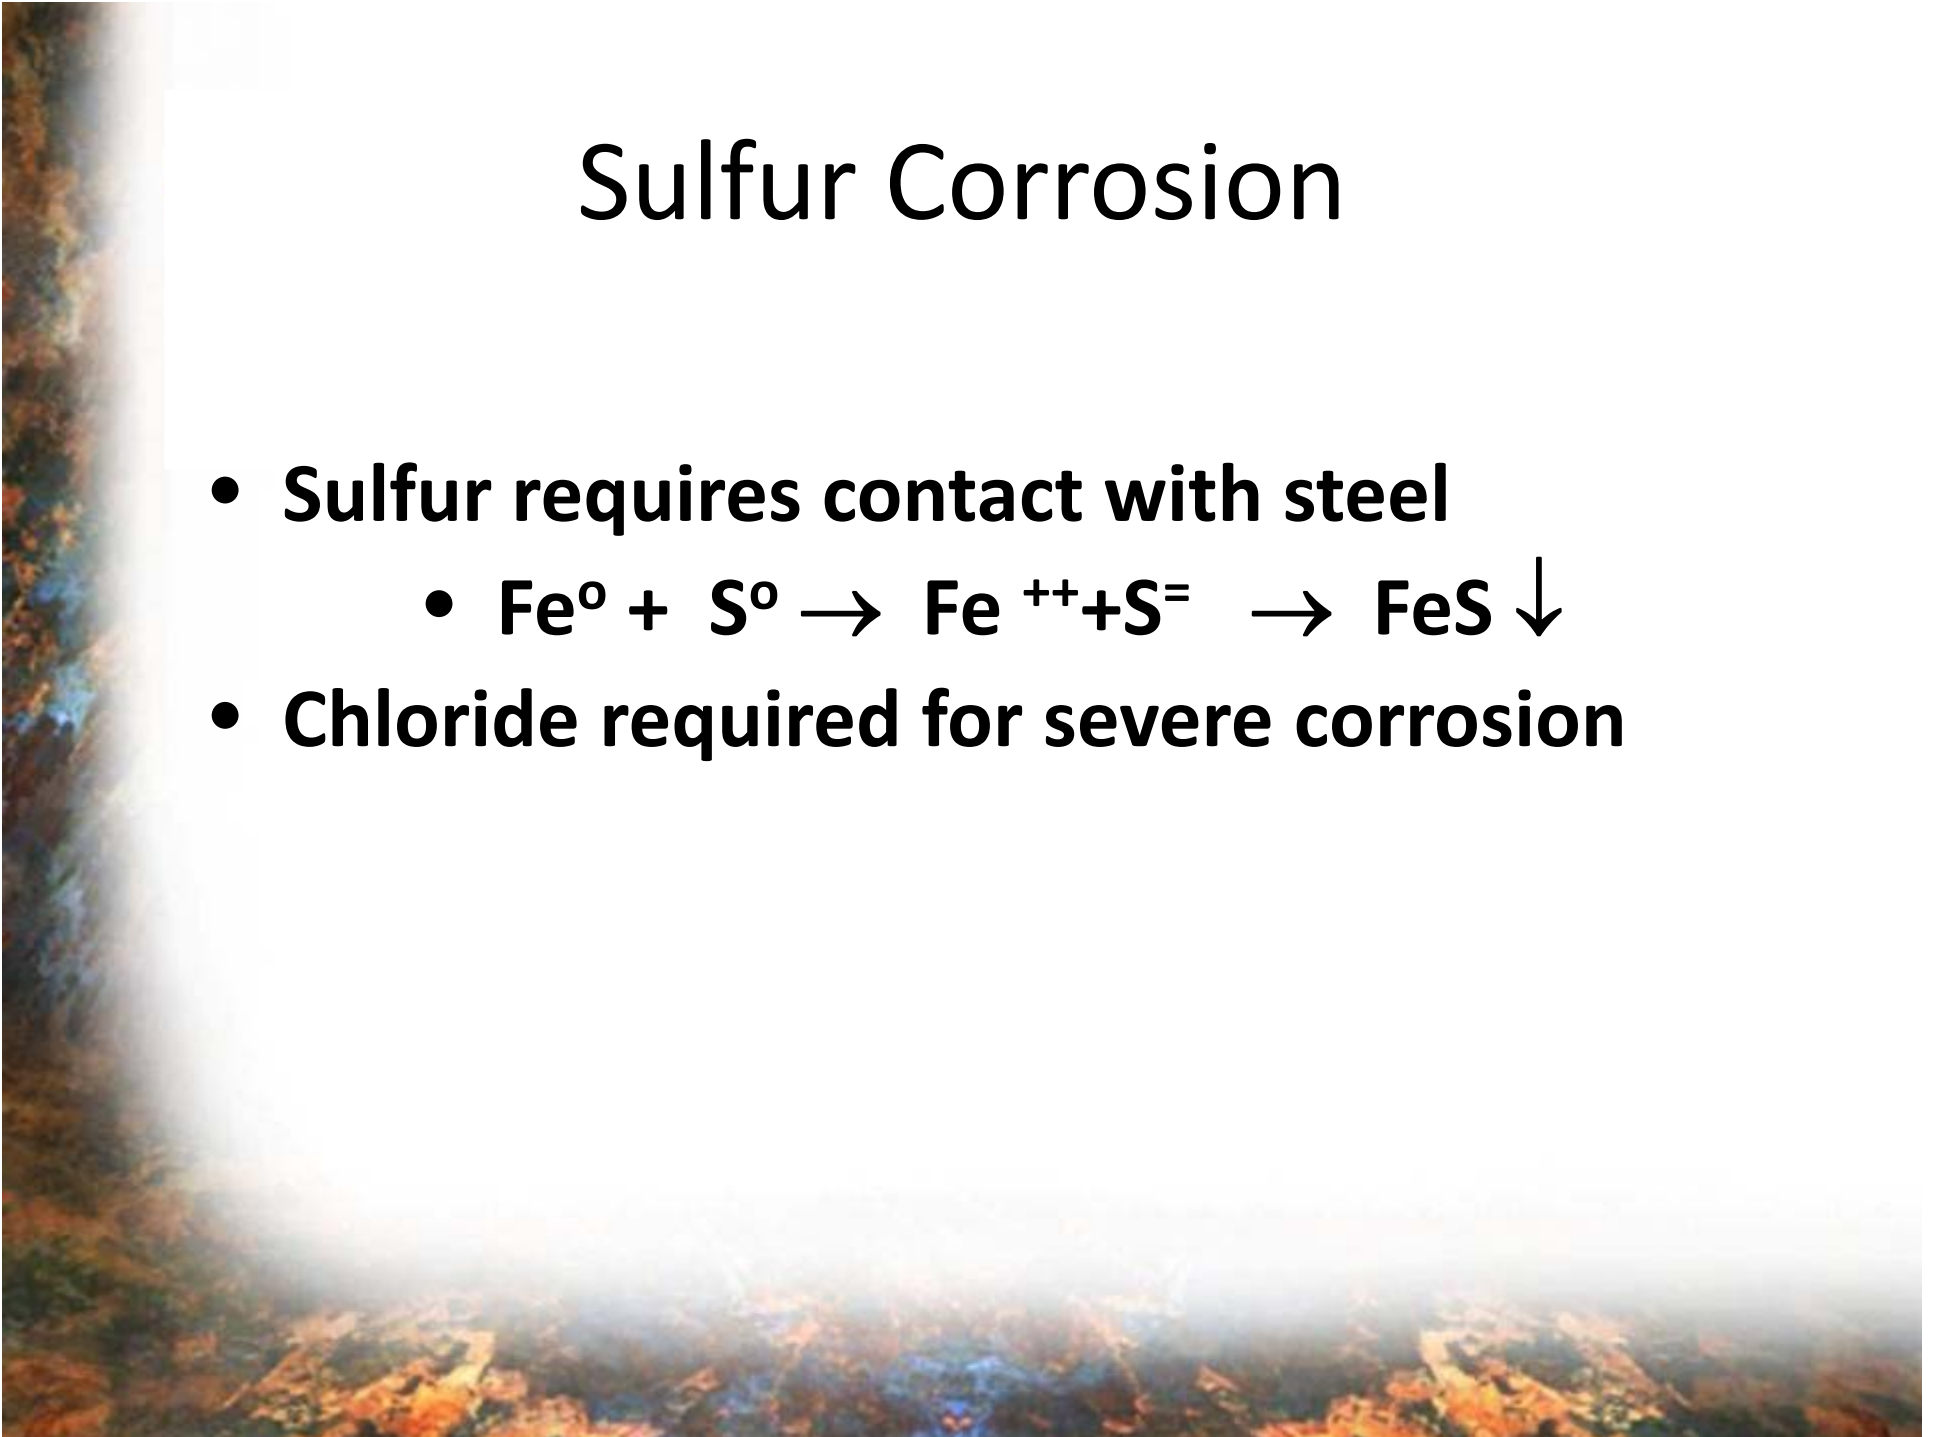 Sulfur Corrosion
• Sulfur requires contact with steel
• Feᵒ + Sᵒ → Fe ⁺⁺+S⁼ → FeS ↓
• Chloride required for severe corrosion